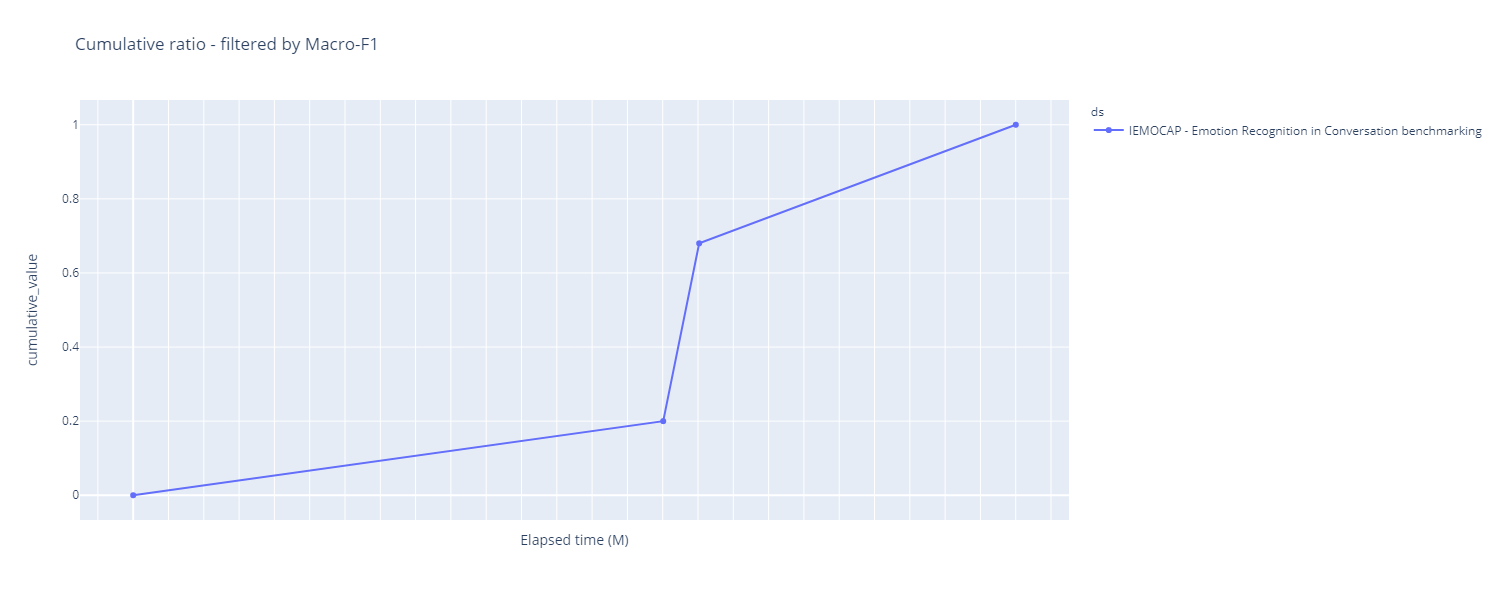 Cumulative ratio - filtered by Macro-F1
ds
IEMOCAP - Emotion Recognition in Conversation benchmarking
1
0.8
0.6
0.4
0.2
0
cumulative_value
Elapsed time (M)